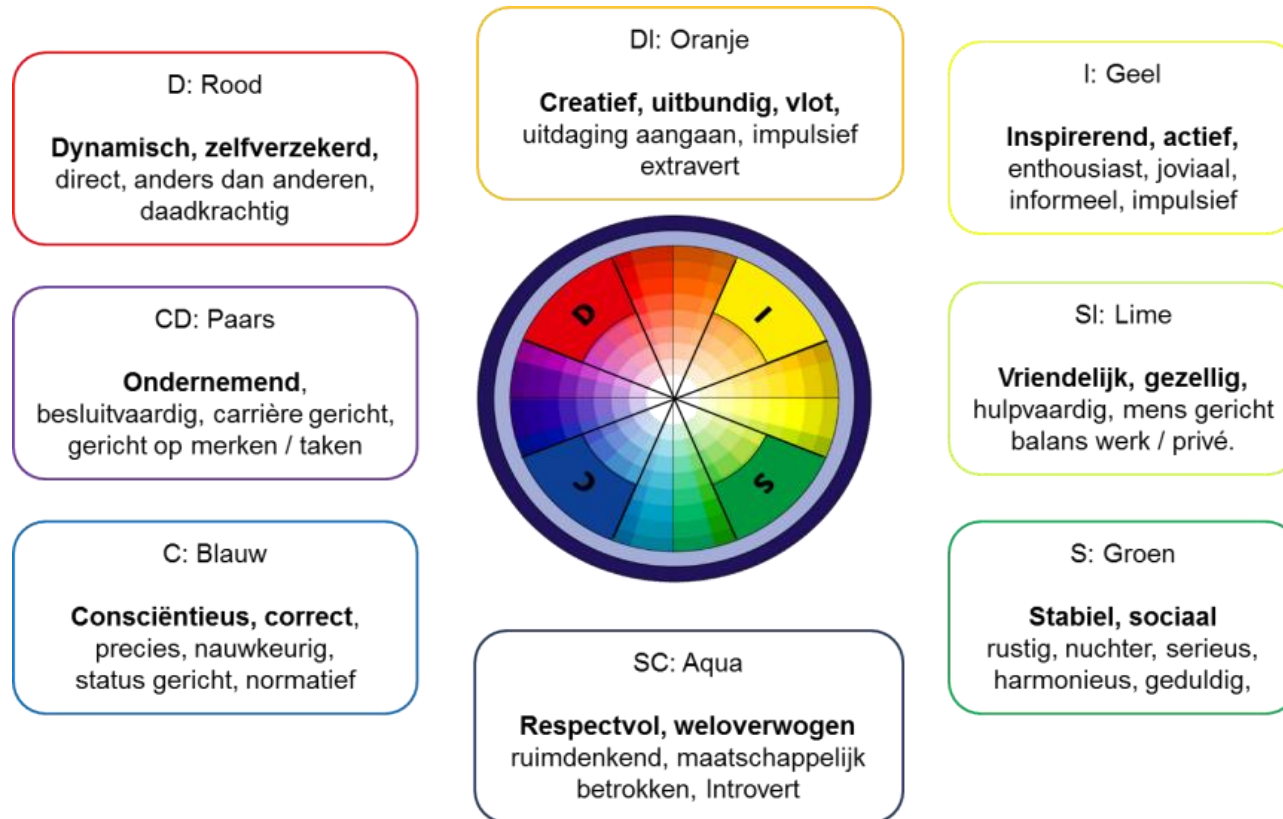 D: Rood
Dynamisch, zelfverzekerd,
direct, anders dan anderen,
daadkrachtig
DI: Oranje
Creatief, uitbundig, vlot,
uitdaging aangaan, impulsief
extravert
I: Geel
Inspirerend, actief,
enthousiast, joviaal,
informeel, impulsief
CD: Paars
Ondernemend,
besluitvaardig, carrière gericht,
gericht op merken / taken
D
I
C
S
SI: Lime
Vriendelijk, gezellig,
hulpvaardig, mens gericht
balans werk / privé.
C: Blauw
Consciëntieus, correct,
precies, nauwkeurig,
status gericht, normatief
SC: Aqua
Respectvol, weloverwogen
ruimdenkend, maatschappelijk
betrokken, Introvert
S: Groen
Stabiel, sociaal
rustig, nuchter, serieus,
harmonieus, geduldig,